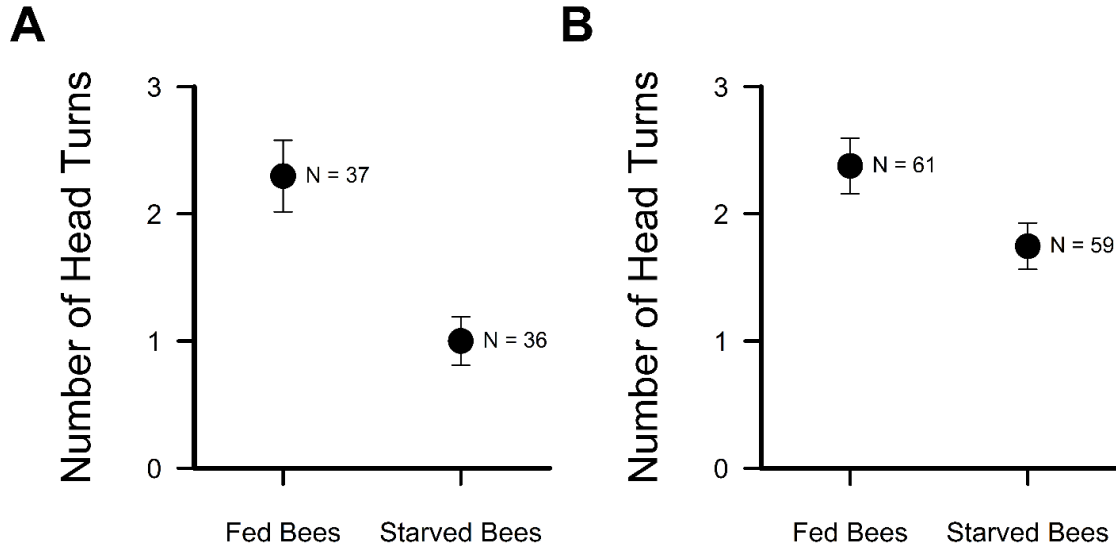 A
Number of Head Turns
3
2
1
0
N = 37
N = 36
Fed Bees
Starved Bees
B
Number of Head Turns
3
2
1
0
N = 61
N = 59
Fed Bees
Starved Bees